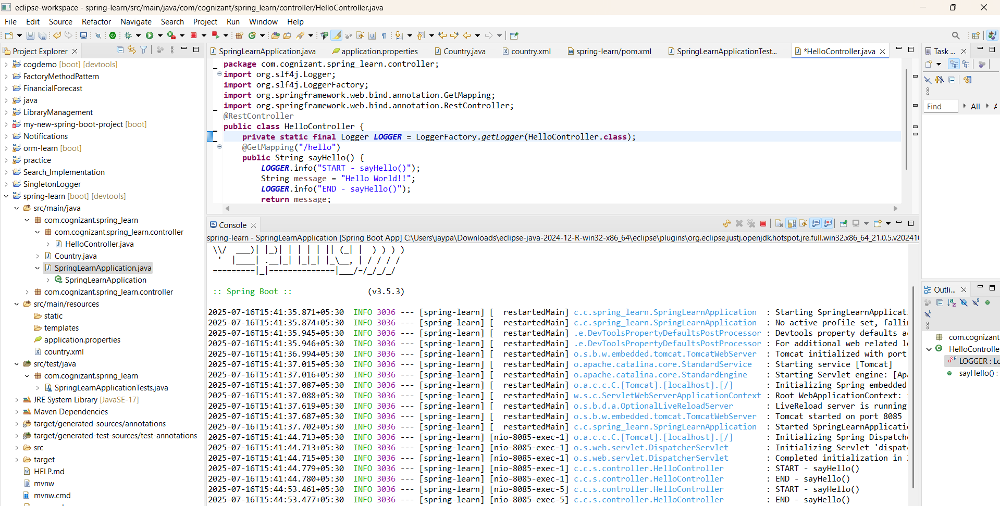 eclipse-workspace - spring-learn/src/main/java/com/cognizant/spring_learn/controller/HelloController.java
File Edit Source Refactor Navigate Search Project Run Window Help
Project Explorer
cogdemo [boot] [devtools]
FactoryMethodPattern
FinancialForecast
java
LibraryManagement
my-new-spring-boot-project [boot]
Notifications
orm-learn [boot]
practice
Search_Implementation
SingletonLogger
spring-learn [boot] [devtools]
src/main/java
com.cognizant.spring_learn
com.cognizant.spring_learn.controller
HelloController.java
Country.java
SpringLearnApplication.java
SpringLearnApplication
com.cognizant.spring_learn.controller
src/main/resources
static
templates
application.properties
country.xml
src/test/java
com.cognizant.spring_learn
SpringLearnApplicationTests.java
JRE System Library [JavaSE-17]
Maven Dependencies
target/generated-sources/annotations
target/generated-test-sources/test-annotations
src
target
HELP.md
mvnw
mvnw.cmd
SpringLearnApplication.java application.properties Country.java country.xml spring-learn/pom.xml SpringLearnApplicationTest... *HelloController.java
package com.cognizant.spring_learn.controller;
import org.slf4j.Logger;
import org.slf4j.LoggerFactory;
import org.springframework.web.bind.annotation.GetMapping;
import org.springframework.web.bind.annotation.RestController;
@RestController
public class HelloController {
private static final Logger LOGGER = LoggerFactory.getLogger(HelloController.class);
@GetMapping("/hello")
public String sayHello() {
LOGGER.info("START - sayHello()");
String message = "Hello World!!";
LOGGER.info("END - sayHello()");
return message;
Console
spring-learn - SpringLearnApplication [Spring Boot App] C:\Users\jaypa\Downloads\eclipse-java-2024-12-R-win32-x86_64\eclipse\plugins\org.eclipse.justj.openjdk.hotspot.jre.full.win32.x86_64_21.0.5.v20241
\\/  ___)| |_)| | | | | || (_| |  ) ) ) )
'  |____| .__|_| |_|_| |_\__, | / / / /
=========|_|==============|___/=/_/_/_/
:: Spring Boot :: (v3.5.3)
2025-07-16T15:41:35.871+05:30 INFO 3036 --- [spring-learn] [ restartedMain] c.c.spring_learn.SpringLearnApplication : Starting SpringLearnApplicati
2025-07-16T15:41:35.874+05:30 INFO 3036 --- [spring-learn] [ restartedMain] c.c.spring_learn.SpringLearnApplication : No active profile set, falli
2025-07-16T15:41:35.945+05:30 INFO 3036 --- [spring-learn] [ restartedMain] .e.DevToolsPropertyDefaultsPostProcessor : Devtools property defaults a
2025-07-16T15:41:35.946+05:30 INFO 3036 --- [spring-learn] [ restartedMain] .e.DevToolsPropertyDefaultsPostProcessor : For additional web related l
2025-07-16T15:41:36.994+05:30 INFO 3036 --- [spring-learn] [ restartedMain] o.s.b.w.embedded.tomcat.TomcatWebServer : Tomcat initialized with port
2025-07-16T15:41:37.015+05:30 INFO 3036 --- [spring-learn] [ restartedMain] o.apache.catalina.core.StandardService : Starting service [Tomcat]
2025-07-16T15:41:37.016+05:30 INFO 3036 --- [spring-learn] [ restartedMain] o.apache.catalina.core.StandardEngine : Starting Servlet engine: [Apa
2025-07-16T15:41:37.087+05:30 INFO 3036 --- [spring-learn] [ restartedMain] o.a.c.c.C.[Tomcat].[localhost].[/] : Initializing Spring embedded
2025-07-16T15:41:37.088+05:30 INFO 3036 --- [spring-learn] [ restartedMain] w.s.c.ServletWebServerApplicationContext : Root WebApplicationContext:
2025-07-16T15:41:37.619+05:30 INFO 3036 --- [spring-learn] [ restartedMain] o.s.b.d.a.OptionalLiveReloadServer : LiveReload server is running
2025-07-16T15:41:37.687+05:30 INFO 3036 --- [spring-learn] [ restartedMain] o.s.b.w.embedded.tomcat.TomcatWebServer : Tomcat started on port 8085
2025-07-16T15:41:37.702+05:30 INFO 3036 --- [spring-learn] [ restartedMain] c.c.spring_learn.SpringLearnApplication : Started SpringLearnApplicatio
2025-07-16T15:41:44.713+05:30 INFO 3036 --- [spring-learn] [nio-8085-exec-1] o.a.c.c.C.[Tomcat].[localhost].[/] : Initializing Spring Dispatch
2025-07-16T15:41:44.713+05:30 INFO 3036 --- [spring-learn] [nio-8085-exec-1] o.s.web.servlet.DispatcherServlet : Initializing Servlet 'dispat
2025-07-16T15:41:44.715+05:30 INFO 3036 --- [spring-learn] [nio-8085-exec-1] o.s.web.servlet.DispatcherServlet : Completed initialization in
2025-07-16T15:41:44.779+05:30 INFO 3036 --- [spring-learn] [nio-8085-exec-1] c.c.s.controller.HelloController : START - sayHello()
2025-07-16T15:41:44.780+05:30 INFO 3036 --- [spring-learn] [nio-8085-exec-1] c.c.s.controller.HelloController : END - sayHello()
2025-07-16T15:44:53.461+05:30 INFO 3036 --- [spring-learn] [nio-8085-exec-5] c.c.s.controller.HelloController : START - sayHello()
2025-07-16T15:44:53.477+05:30 INFO 3036 --- [spring-learn] [nio-8085-exec-5] c.c.s.controller.HelloController : END - sayHello()
Task ...
Find All A
Outli...
com.cognizant
HelloControlle
LOGGER : Lo
sayHello() :